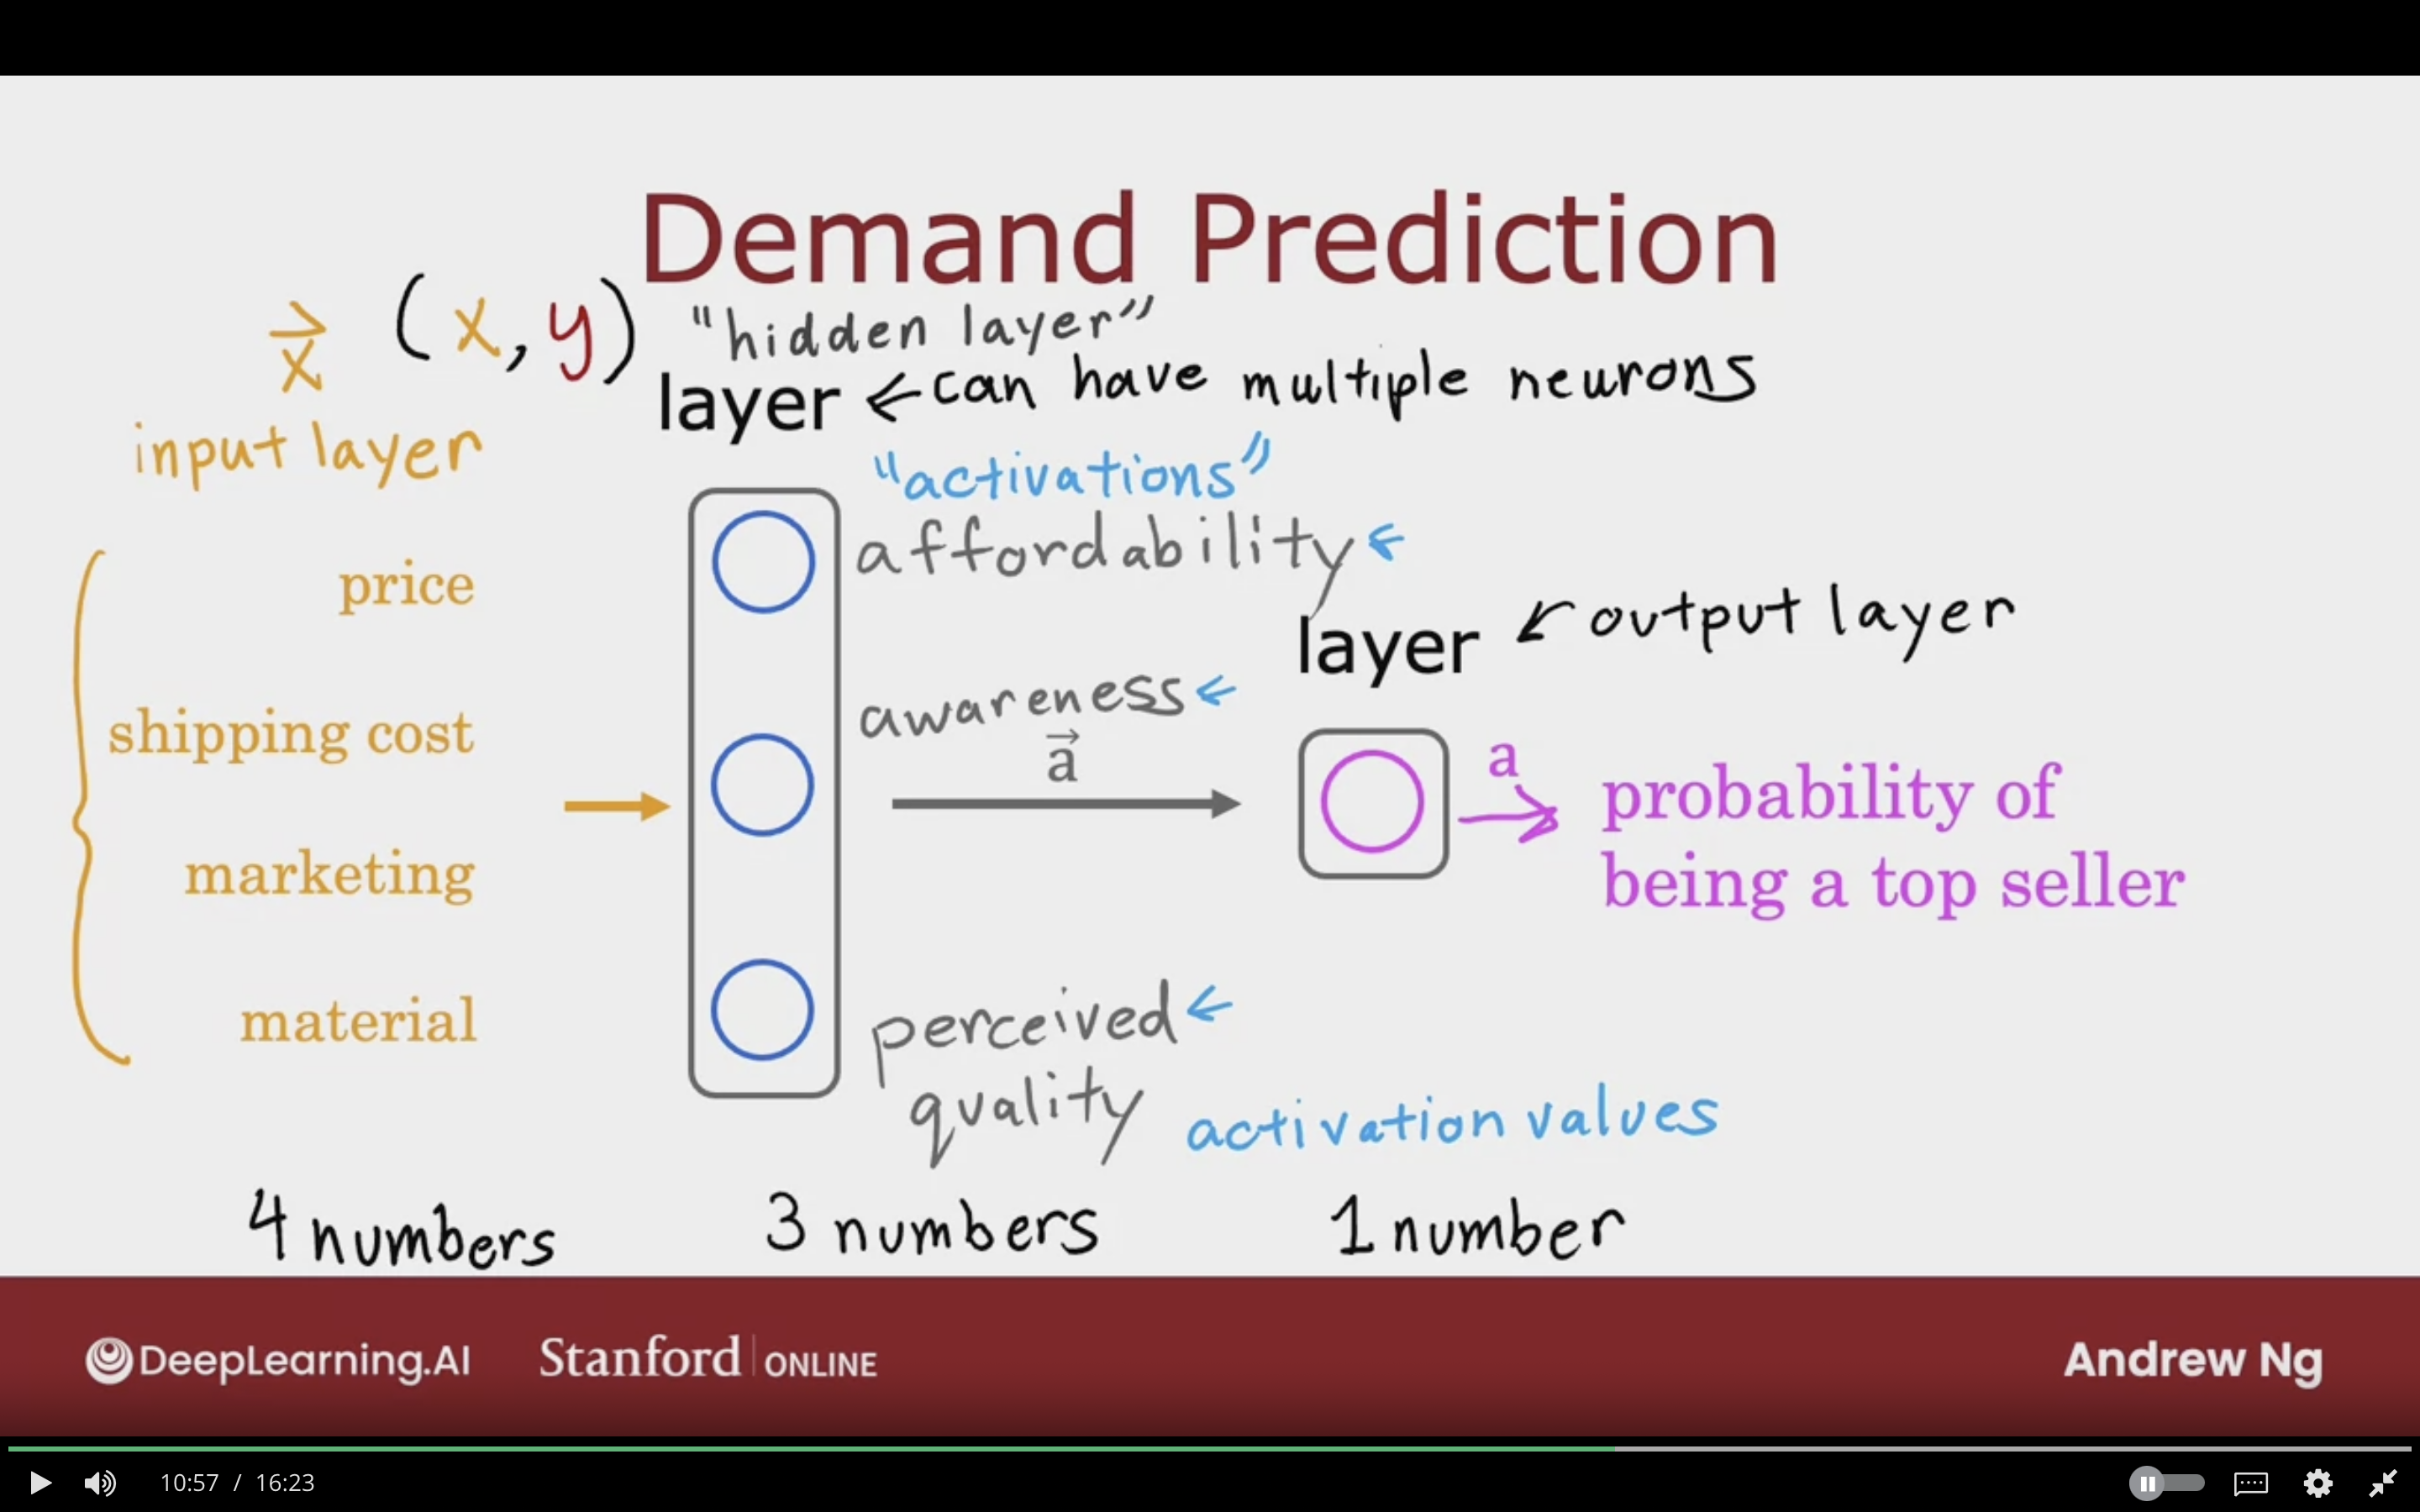 Demand Prediction
x⃗ (x, y)
"hidden layer"
layer ← can have multiple neurons
input layer
"activations"
price
affordability ←
layer ← output layer
shipping cost
awareness ←
a⃗
a
probability of
being a top seller
marketing
material
perceived ←
quality
activation values
4 numbers
3 numbers
1 number
DeepLearning.AI
Stanford | ONLINE
Andrew Ng
10:57 / 16:23